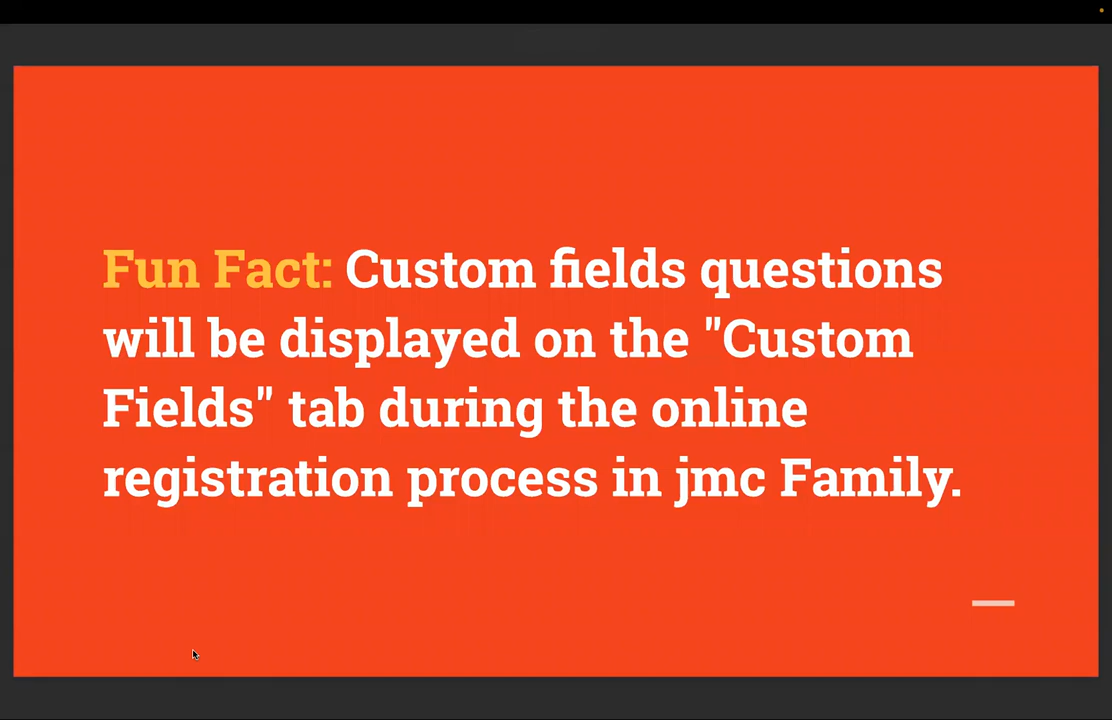 Fun Fact: Custom fields questions
will be displayed on the "Custom
Fields" tab during the online
registration process in jmc Family.